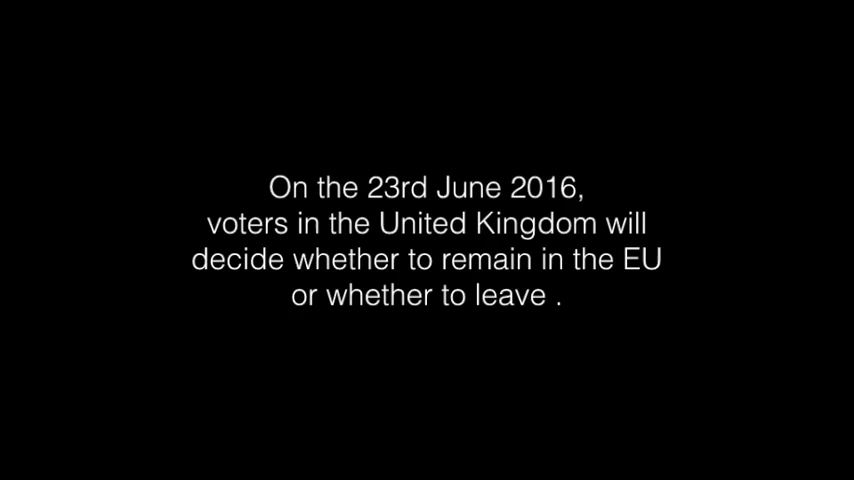 On the 23rd June 2016,
voters in the United Kingdom will
decide whether to remain in the EU
or whether to leave .